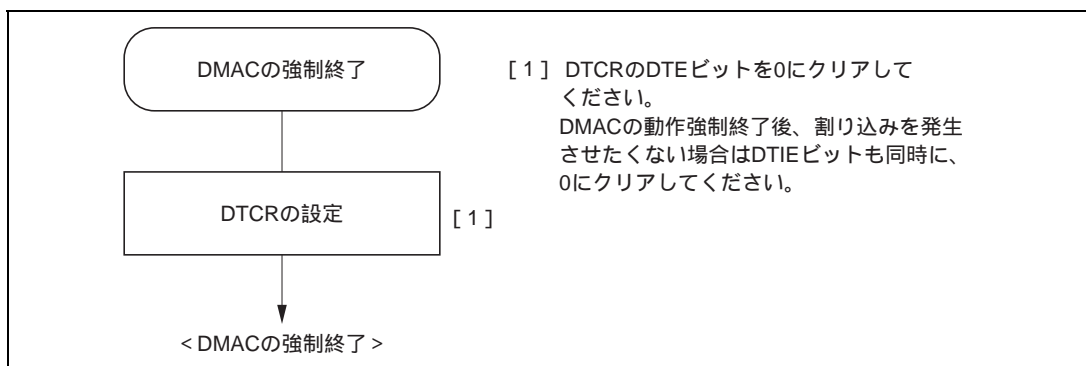 DMACの強制終了
[1] DTCRのDTEビットを0にクリアして
ください。
DMACの動作強制終了後、割り込みを発生
させたくない場合はDTIEビットも同時に、
0にクリアしてください。
DTCRの設定
[1]
<DMACの強制終了>